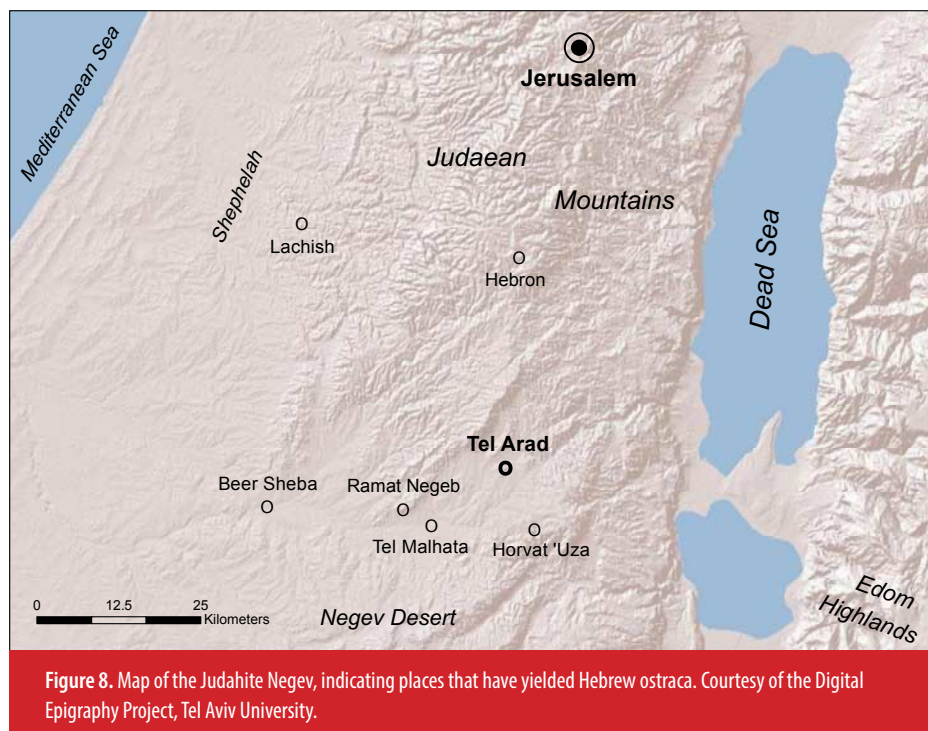 Mediterranean Sea
Jerusalem
Judaean
Mountains
Shephelah
Lachish
Hebron
Dead Sea
Tel Arad
Beer Sheba
Ramat Negeb
Tel Malhata
Horvat 'Uza
Edom
Highlands
0 12.5 25
Kilometers
Negev Desert
Figure 8. Map of the Judahite Negev, indicating places that have yielded Hebrew ostraca. Courtesy of the Digital
Epigraphy Project, Tel Aviv University.